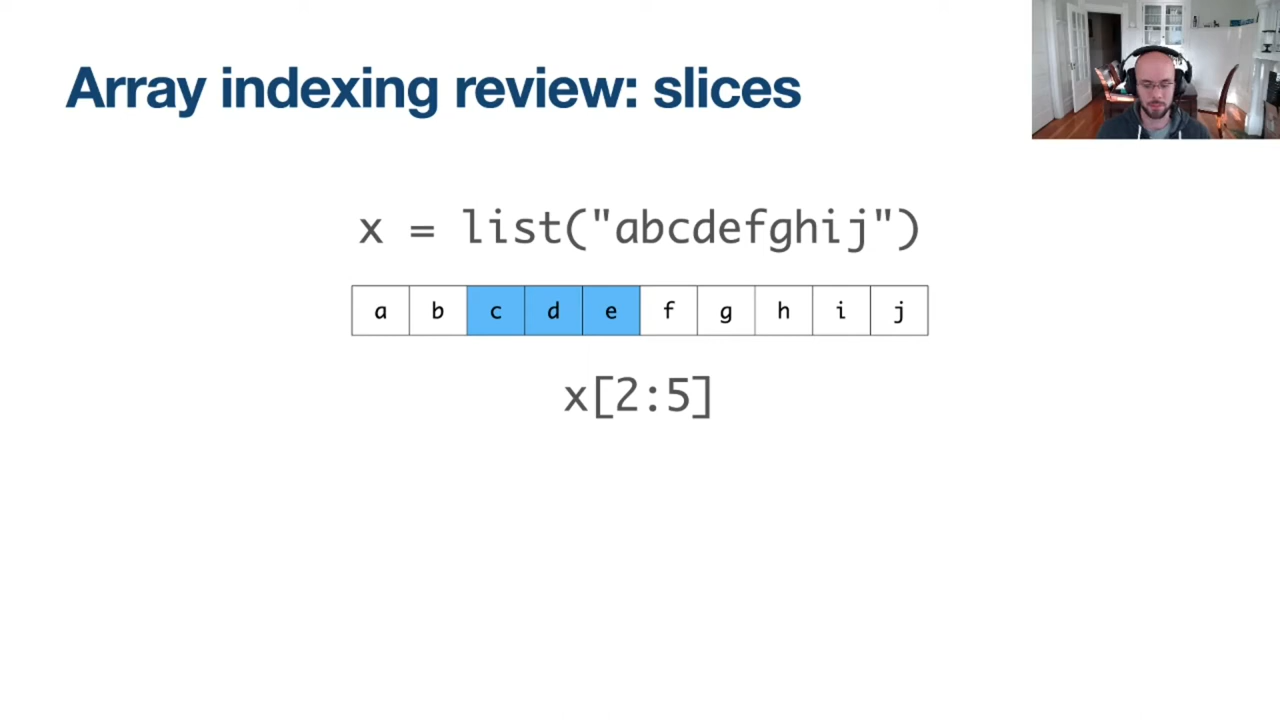 Array indexing review: slices
x = list("abcdefghij")
a b c d e f g h i j
x[2:5]